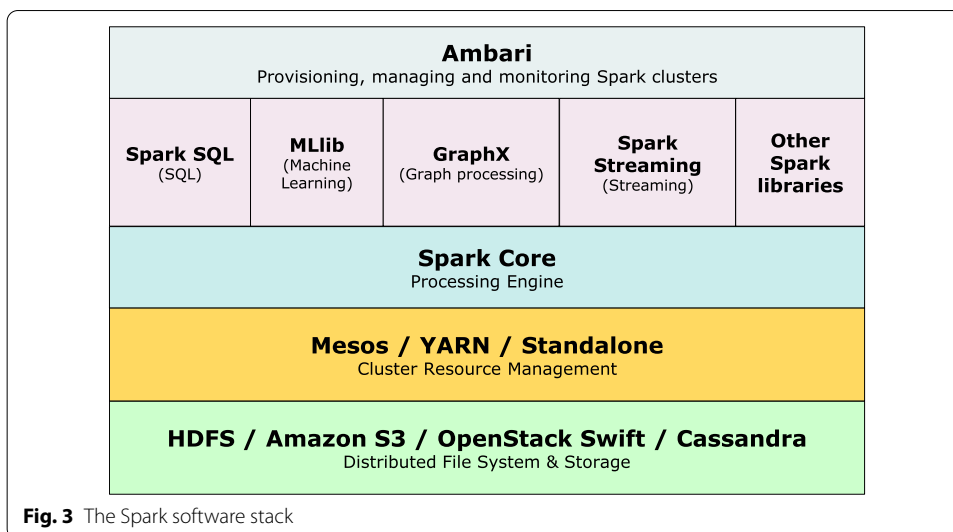 Ambari
Provisioning, managing and monitoring Spark clusters
Spark SQL
(SQL)
MLlib
(Machine
Learning)
GraphX
(Graph processing)
Spark
Streaming
(Streaming)
Other
Spark
libraries
Spark Core
Processing Engine
Mesos / YARN / Standalone
Cluster Resource Management
HDFS / Amazon S3 / OpenStack Swift / Cassandra
Distributed File System & Storage
Fig. 3 The Spark software stack